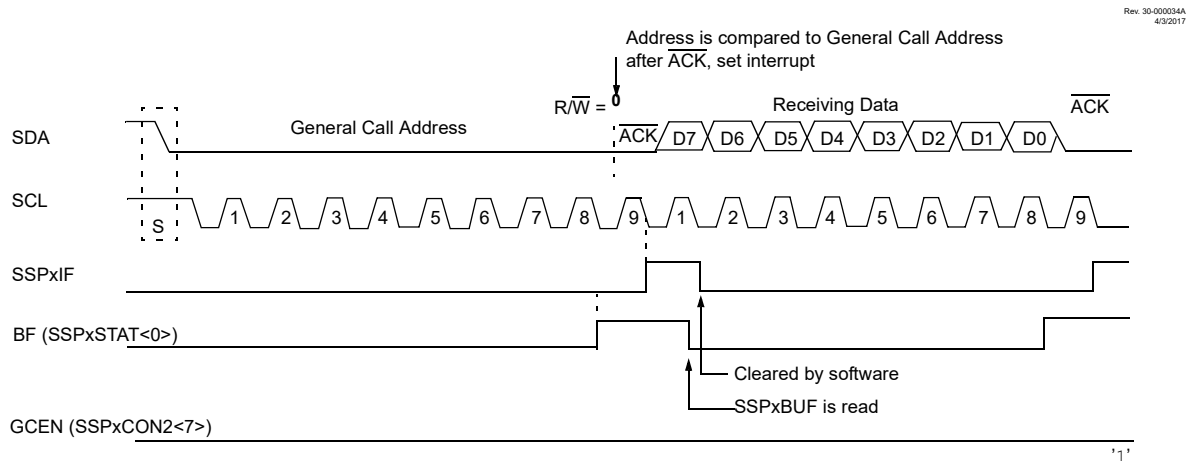 Rev. 30-000034A
4/3/2017
Address is compared to General Call Address
after ACK, set interrupt
R/W = 0
Receiving Data
ACK
SDA
General Call Address
ACK
D7 D6 D5 D4 D3 D2 D1 D0
SCL
S
1 2 3 4 5 6 7 8 9 1 2 3 4 5 6 7 8 9
SSPxIF
BF (SSPxSTAT<0>)
Cleared by software
SSPxBUF is read
GCEN (SSPxCON2<7>)
'1'